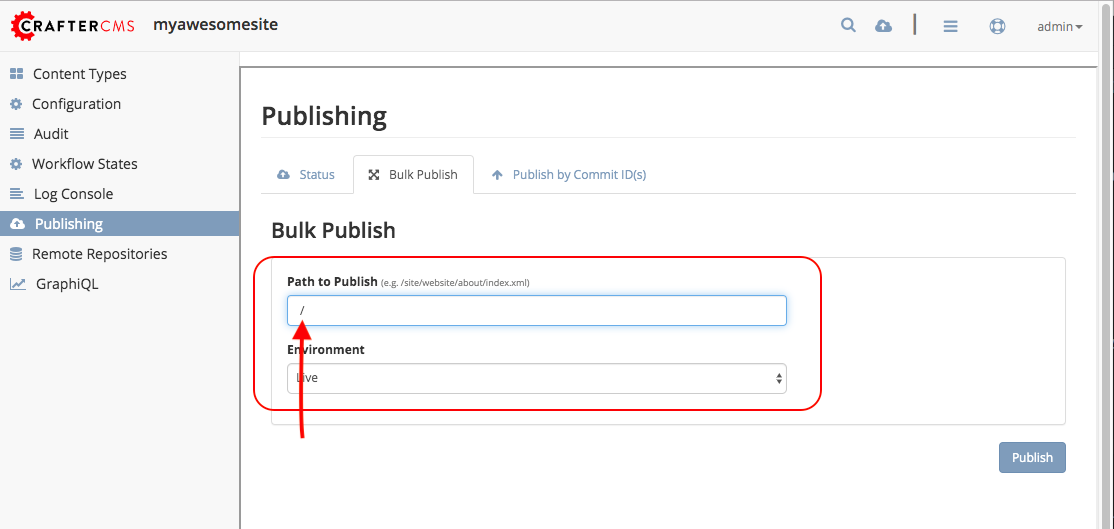 CRAFTERCMS myawesomesite admin
Content Types
Configuration
Audit
Workflow States
Log Console
Publishing
Remote Repositories
GraphiQL
Publishing
Status Bulk Publish Publish by Commit ID(s)
Bulk Publish
Path to Publish (e.g. /site/website/about/index.xml)
/
Environment
Live
Publish